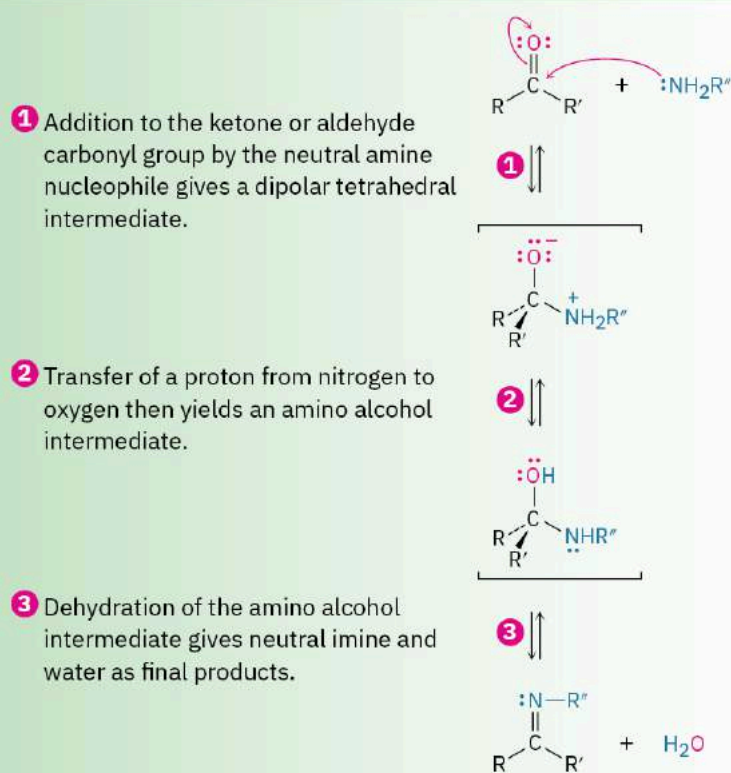 :O:
C
R R′
+ :NH₂R″
1 Addition to the ketone or aldehyde
carbonyl group by the neutral amine
nucleophile gives a dipolar tetrahedral
intermediate.
1
:O:−
C +
R NH₂R″
R′
2 Transfer of a proton from nitrogen to
oxygen then yields an amino alcohol
intermediate.
2
:OH
C
R NHR″
R′
3 Dehydration of the amino alcohol
intermediate gives neutral imine and
water as final products.
3
:N—R″
C
R R′
+ H₂O